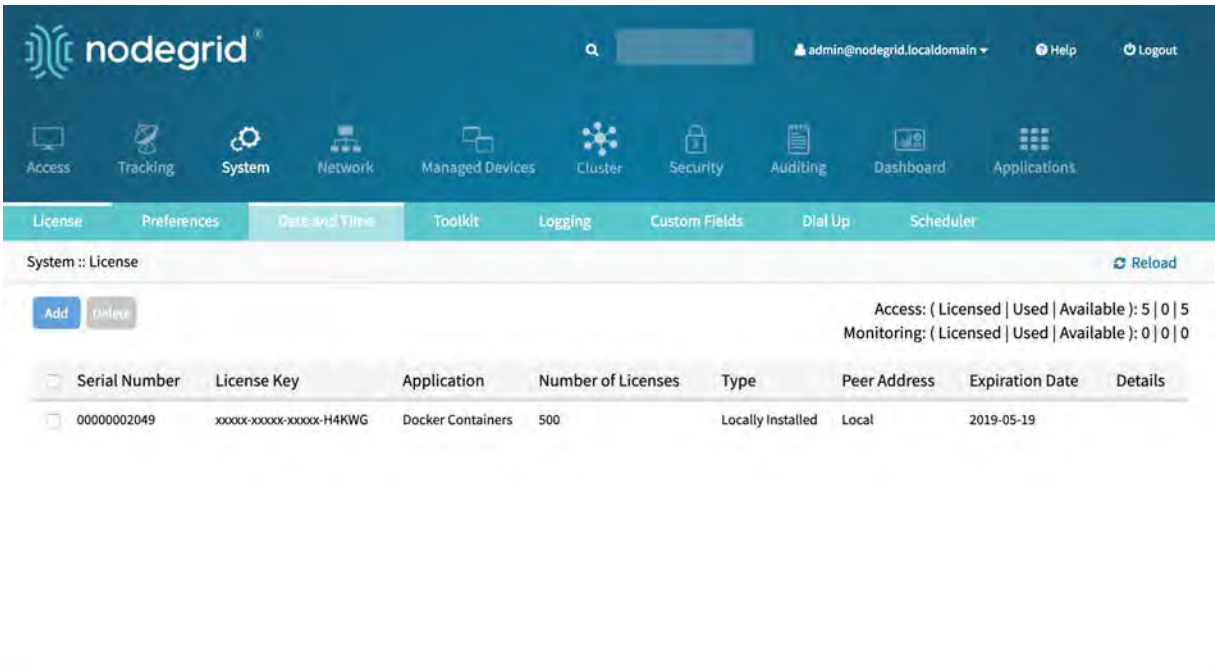 nodegrid®
admin@nodegrid.localdomain Help Logout
Access Tracking System Network Managed Devices Cluster Security Auditing Dashboard Applications
License Preferences Date and Time Toolkit Logging Custom Fields Dial Up Scheduler
System :: License Reload
Add Delete
Access: ( Licensed | Used | Available ): 5 | 0 | 5
Monitoring: ( Licensed | Used | Available ): 0 | 0 | 0
Serial Number License Key Application Number of Licenses Type Peer Address Expiration Date Details
00000002049 xxxxx-xxxxx-xxxxx-H4KWG Docker Containers 500 Locally Installed Local 2019-05-19